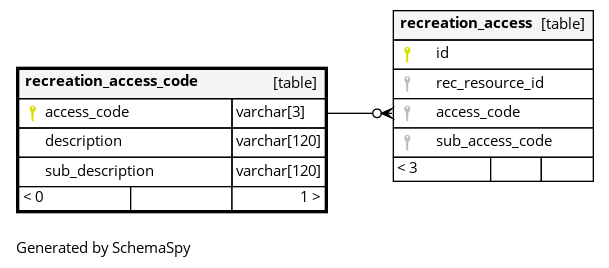 recreation_access [table]
id
rec_resource_id
access_code
sub_access_code
< 3
recreation_access_code [table]
access_code varchar[3]
description varchar[120]
sub_description varchar[120]
< 0 1 >
Generated by SchemaSpy